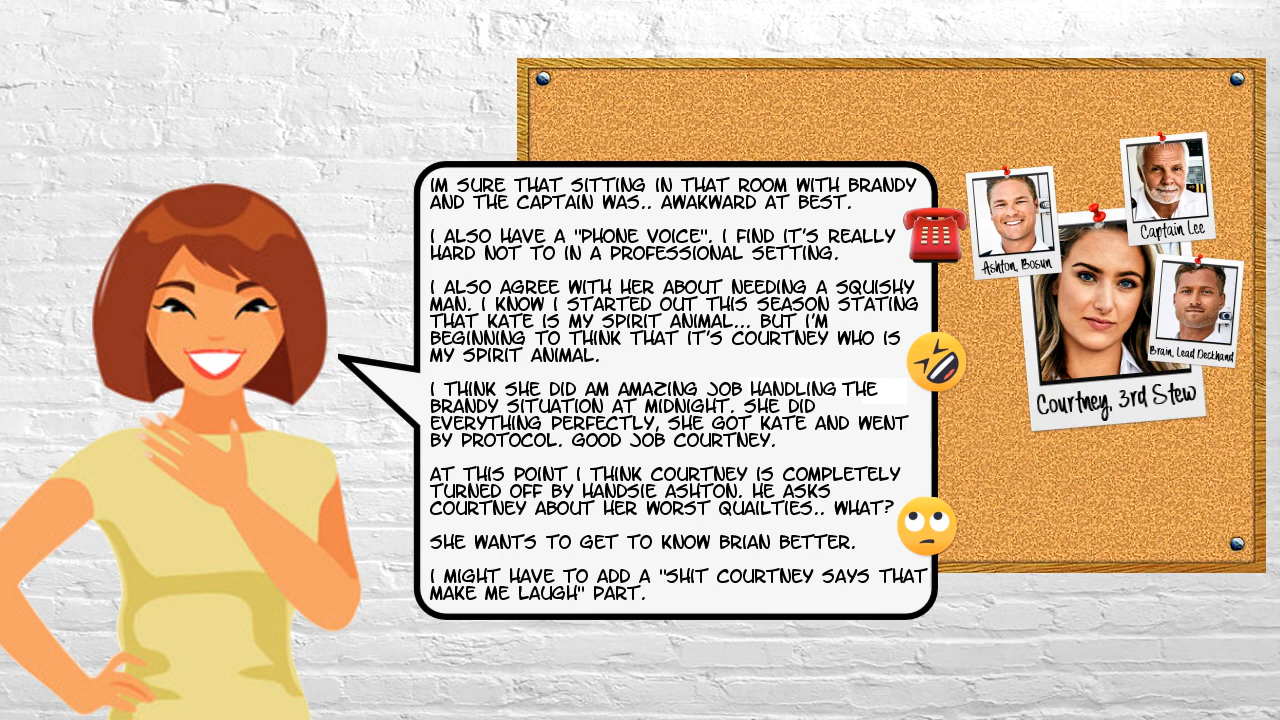 IM SURE THAT SITTING IN THAT ROOM WITH BRANDY
AND THE CAPTAIN WAS.. AWAKWARD AT BEST.
I ALSO HAVE A "PHONE VOICE". I FIND IT'S REALLY
HARD NOT TO IN A PROFESSIONAL SETTING.
I ALSO AGREE WITH HER ABOUT NEEDING A SQUISHY
MAN. I KNOW I STARTED OUT THIS SEASON STATING
THAT KATE IS MY SPIRIT ANIMAL... BUT I'M
BEGINNING TO THINK THAT IT'S COURTNEY WHO IS
MY SPIRIT ANIMAL.
I THINK SHE DID AM AMAZING JOB HANDLING THE
BRANDY SITUATION AT MIDNIGHT. SHE DID
EVERYTHING PERFECTLY, SHE GOT KATE AND WENT
BY PROTOCOL. GOOD JOB COURTNEY.
AT THIS POINT I THINK COURTNEY IS COMPLETELY
TURNED OFF BY HANDSIE ASHTON. HE ASKS
COURTNEY ABOUT HER WORST QUAILTIES.. WHAT?
SHE WANTS TO GET TO KNOW BRIAN BETTER.
I MIGHT HAVE TO ADD A "SHIT COURTNEY SAYS THAT
MAKE ME LAUGH" PART.
Ashton, Bosun
Captain Lee
Brain, Lead Deckhand
Courtney, 3rd Stew